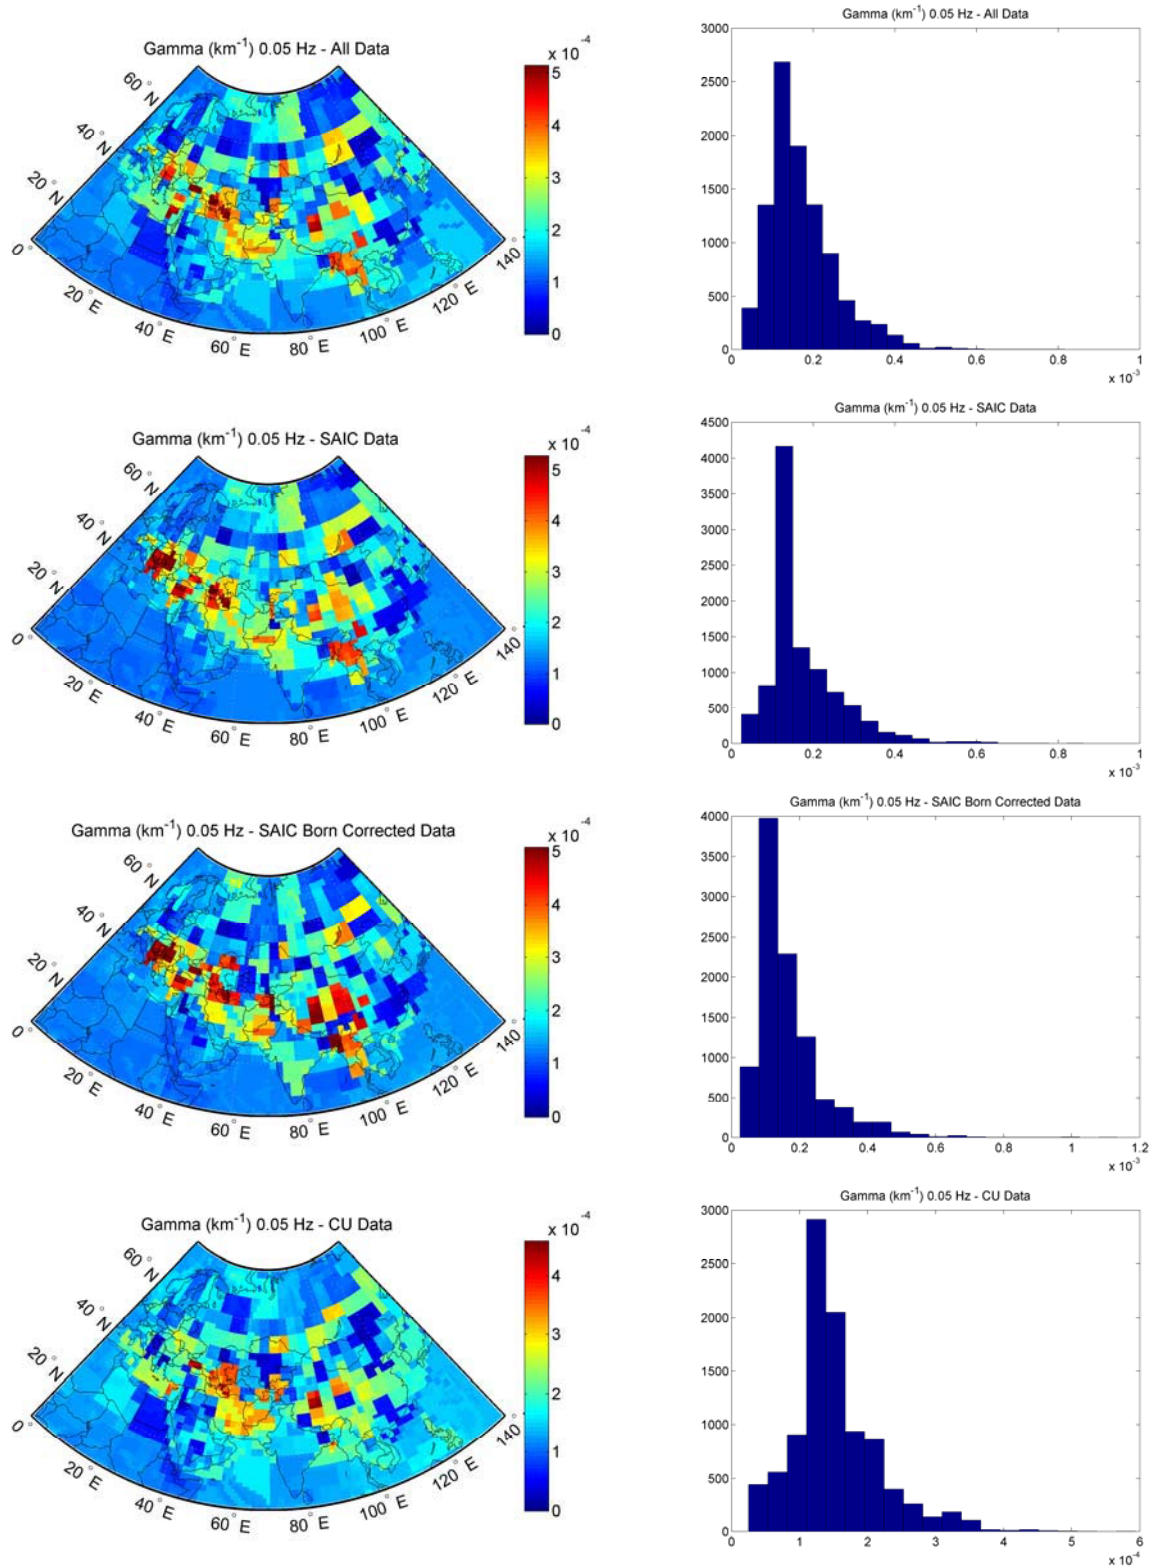 Gamma (km-1) 0.05 Hz - All Data
x 10-4
5
4
3
2
1
0
60° N
40° N
20° N
0°
20° E
40° E
60° E
80° E
100° E
120° E
140°
Gamma (km-1) 0.05 Hz - All Data
3000
2500
2000
1500
1000
500
0
0 0.2 0.4 0.6 0.8 1
x 10-3
Gamma (km-1) 0.05 Hz - SAIC Data
x 10-4
5
4
3
2
1
0
60° N
40° N
20° N
0°
20° E
40° E
60° E
80° E
100° E
120° E
140°
Gamma (km-1) 0.05 Hz - SAIC Data
4500
4000
3500
3000
2500
2000
1500
1000
500
0
0 0.2 0.4 0.6 0.8 1
x 10-3
Gamma (km-1) 0.05 Hz - SAIC Born Corrected Data
x 10-4
5
4
3
2
1
0
60° N
40° N
20° N
0°
20° E
40° E
60° E
80° E
100° E
120° E
140°
Gamma (km-1) 0.05 Hz - SAIC Born Corrected Data
4000
3500
3000
2500
2000
1500
1000
500
0
0 0.2 0.4 0.6 0.8 1 1.2
x 10-3
Gamma (km-1) 0.05 Hz - CU Data
x 10-4
4
3
2
1
0
60° N
40° N
20° N
0°
20° E
40° E
60° E
80° E
100° E
120° E
140°
Gamma (km-1) 0.05 Hz - CU Data
3000
2500
2000
1500
1000
500
0
1 2 3 4 5 6
x 10-4